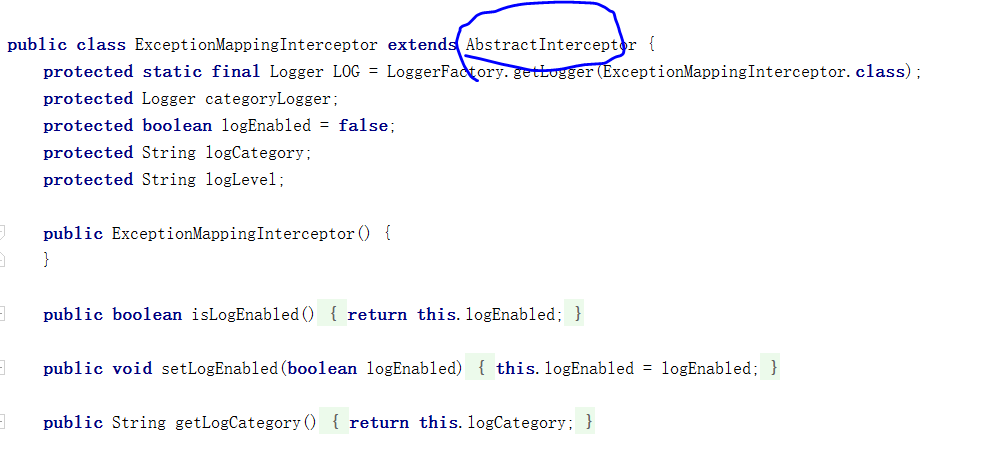 public class ExceptionMappingInterceptor extends AbstractInterceptor {
protected static final Logger LOG = LoggerFactory.getLogger(ExceptionMappingInterceptor.class);
protected Logger categoryLogger;
protected boolean logEnabled = false;
protected String logCategory;
protected String logLevel;
public ExceptionMappingInterceptor() {
}
public boolean isLogEnabled() { return this.logEnabled; }
public void setLogEnabled(boolean logEnabled) { this.logEnabled = logEnabled; }
public String getLogCategory() { return this.logCategory; }